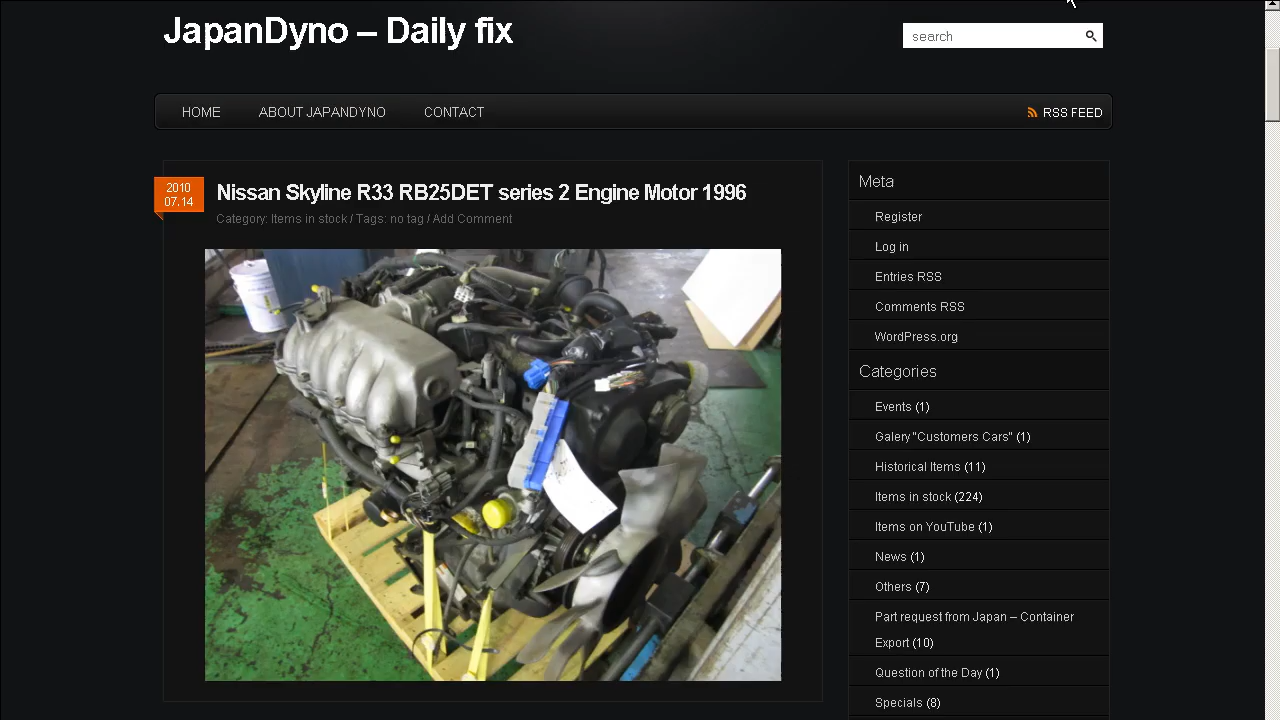 JapanDyno – Daily fix
search
HOME
ABOUT JAPANDYNO
CONTACT
RSS FEED
2010
07.14
Nissan Skyline R33 RB25DET series 2 Engine Motor 1996
Category: Items in stock / Tags: no tag / Add Comment
Meta
Register
Log in
Entries RSS
Comments RSS
WordPress.org
Categories
Events (1)
Galery "Customers Cars" (1)
Historical Items (11)
Items in stock (224)
Items on YouTube (1)
News (1)
Others (7)
Part request from Japan – Container
Export (10)
Question of the Day (1)
Specials (8)